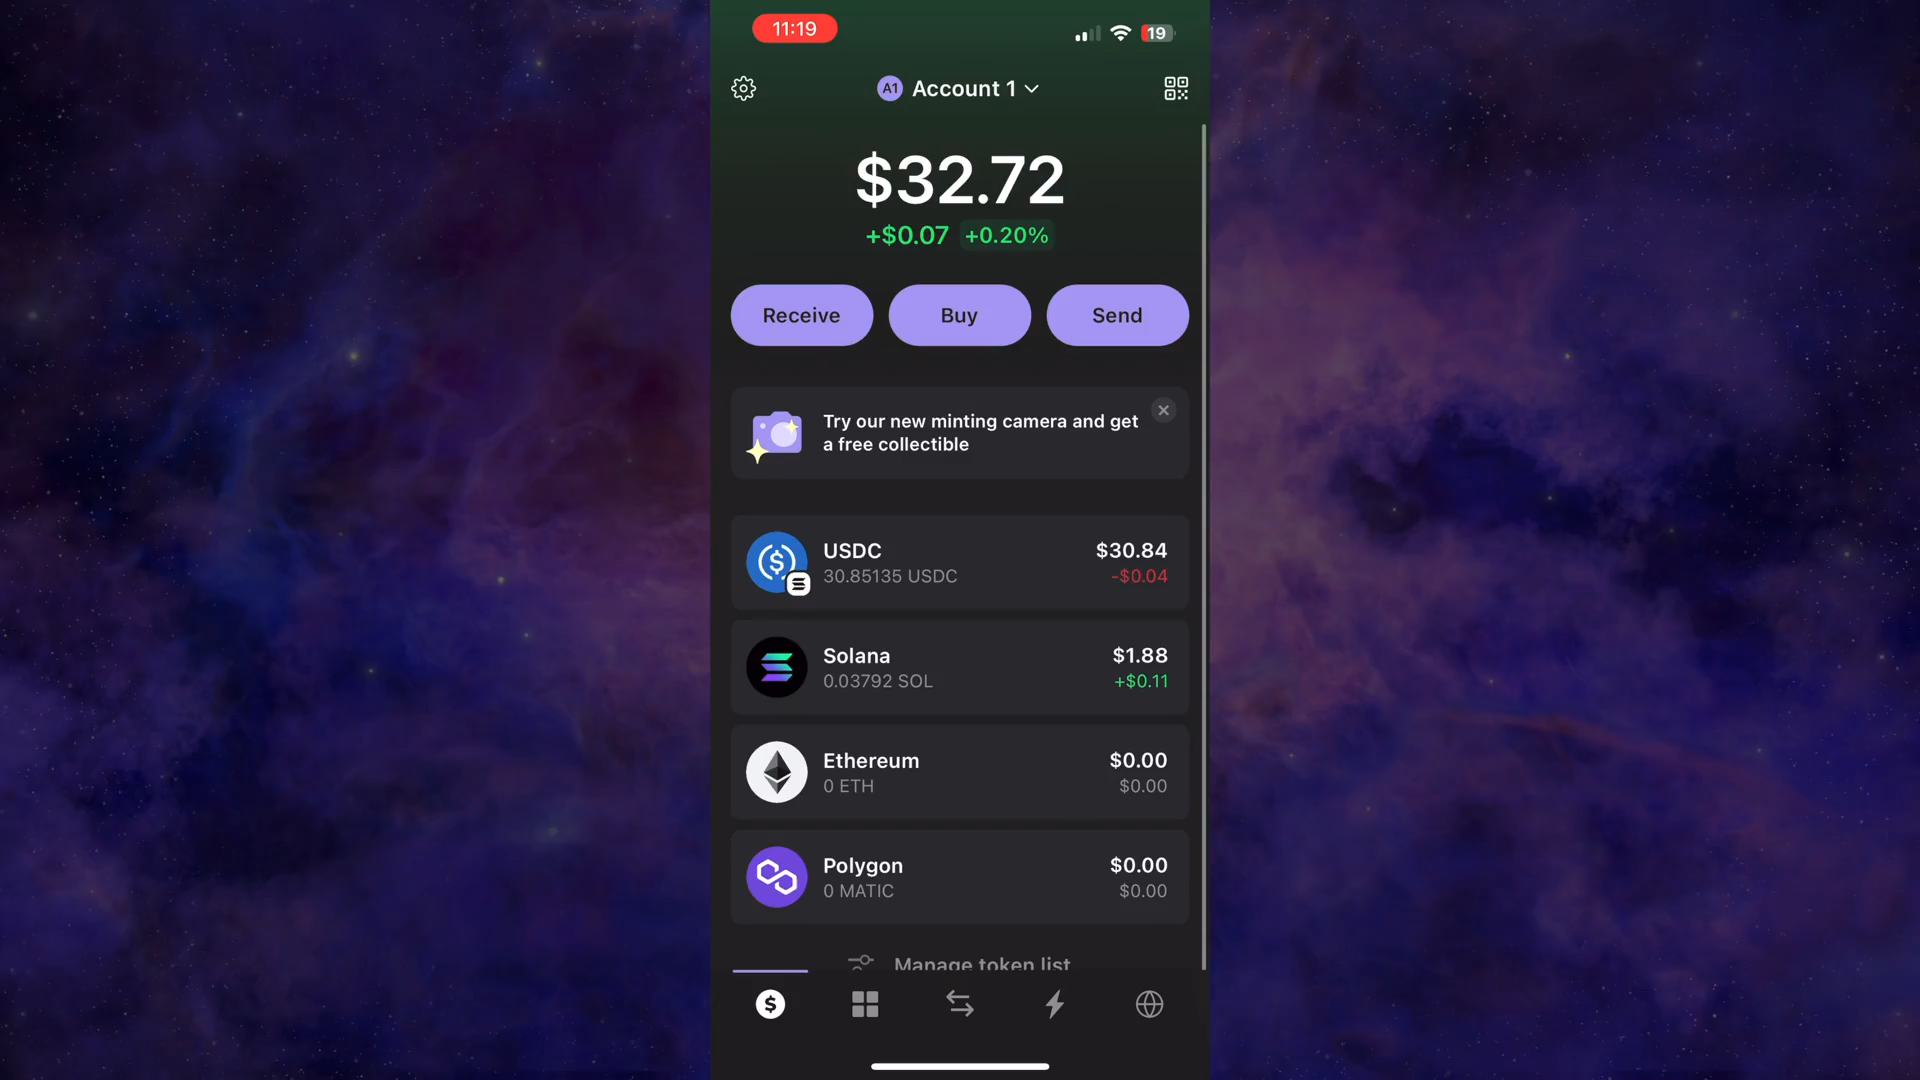 11:19
19
A1 Account 1
$32.72
+$0.07 +0.20%
Receive Buy Send
Try our new minting camera and get
a free collectible
USDC $30.84
30.85135 USDC -$0.04
Solana $1.88
0.03792 SOL +$0.11
Ethereum $0.00
0 ETH $0.00
Polygon $0.00
0 MATIC $0.00
Manage token list